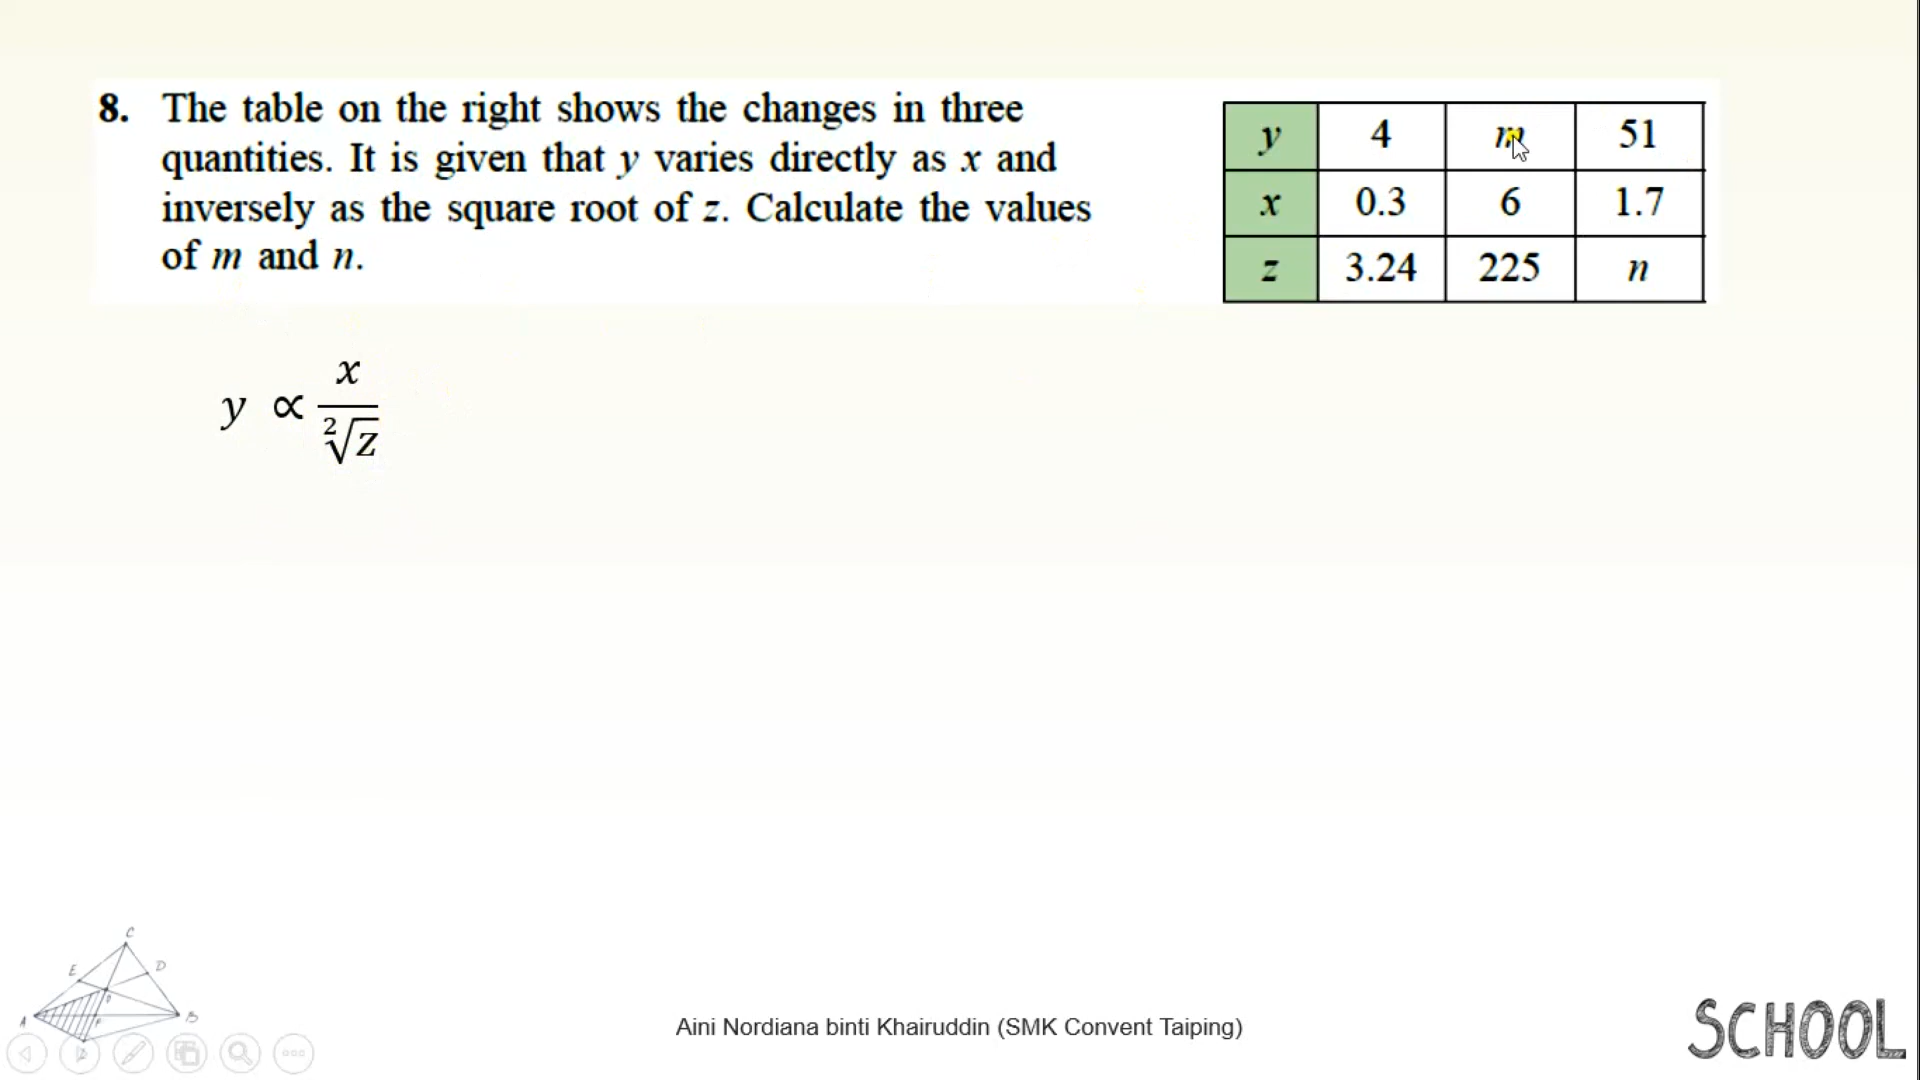 8. The table on the right shows the changes in three
quantities. It is given that y varies directly as x and
inversely as the square root of z. Calculate the values
of m and n.
y 4 m 51
x 0.3 6 1.7
z 3.24 225 n
y ∝ x / ²√z
C
E D
A B
Aini Nordiana binti Khairuddin (SMK Convent Taiping)
SCHOOL